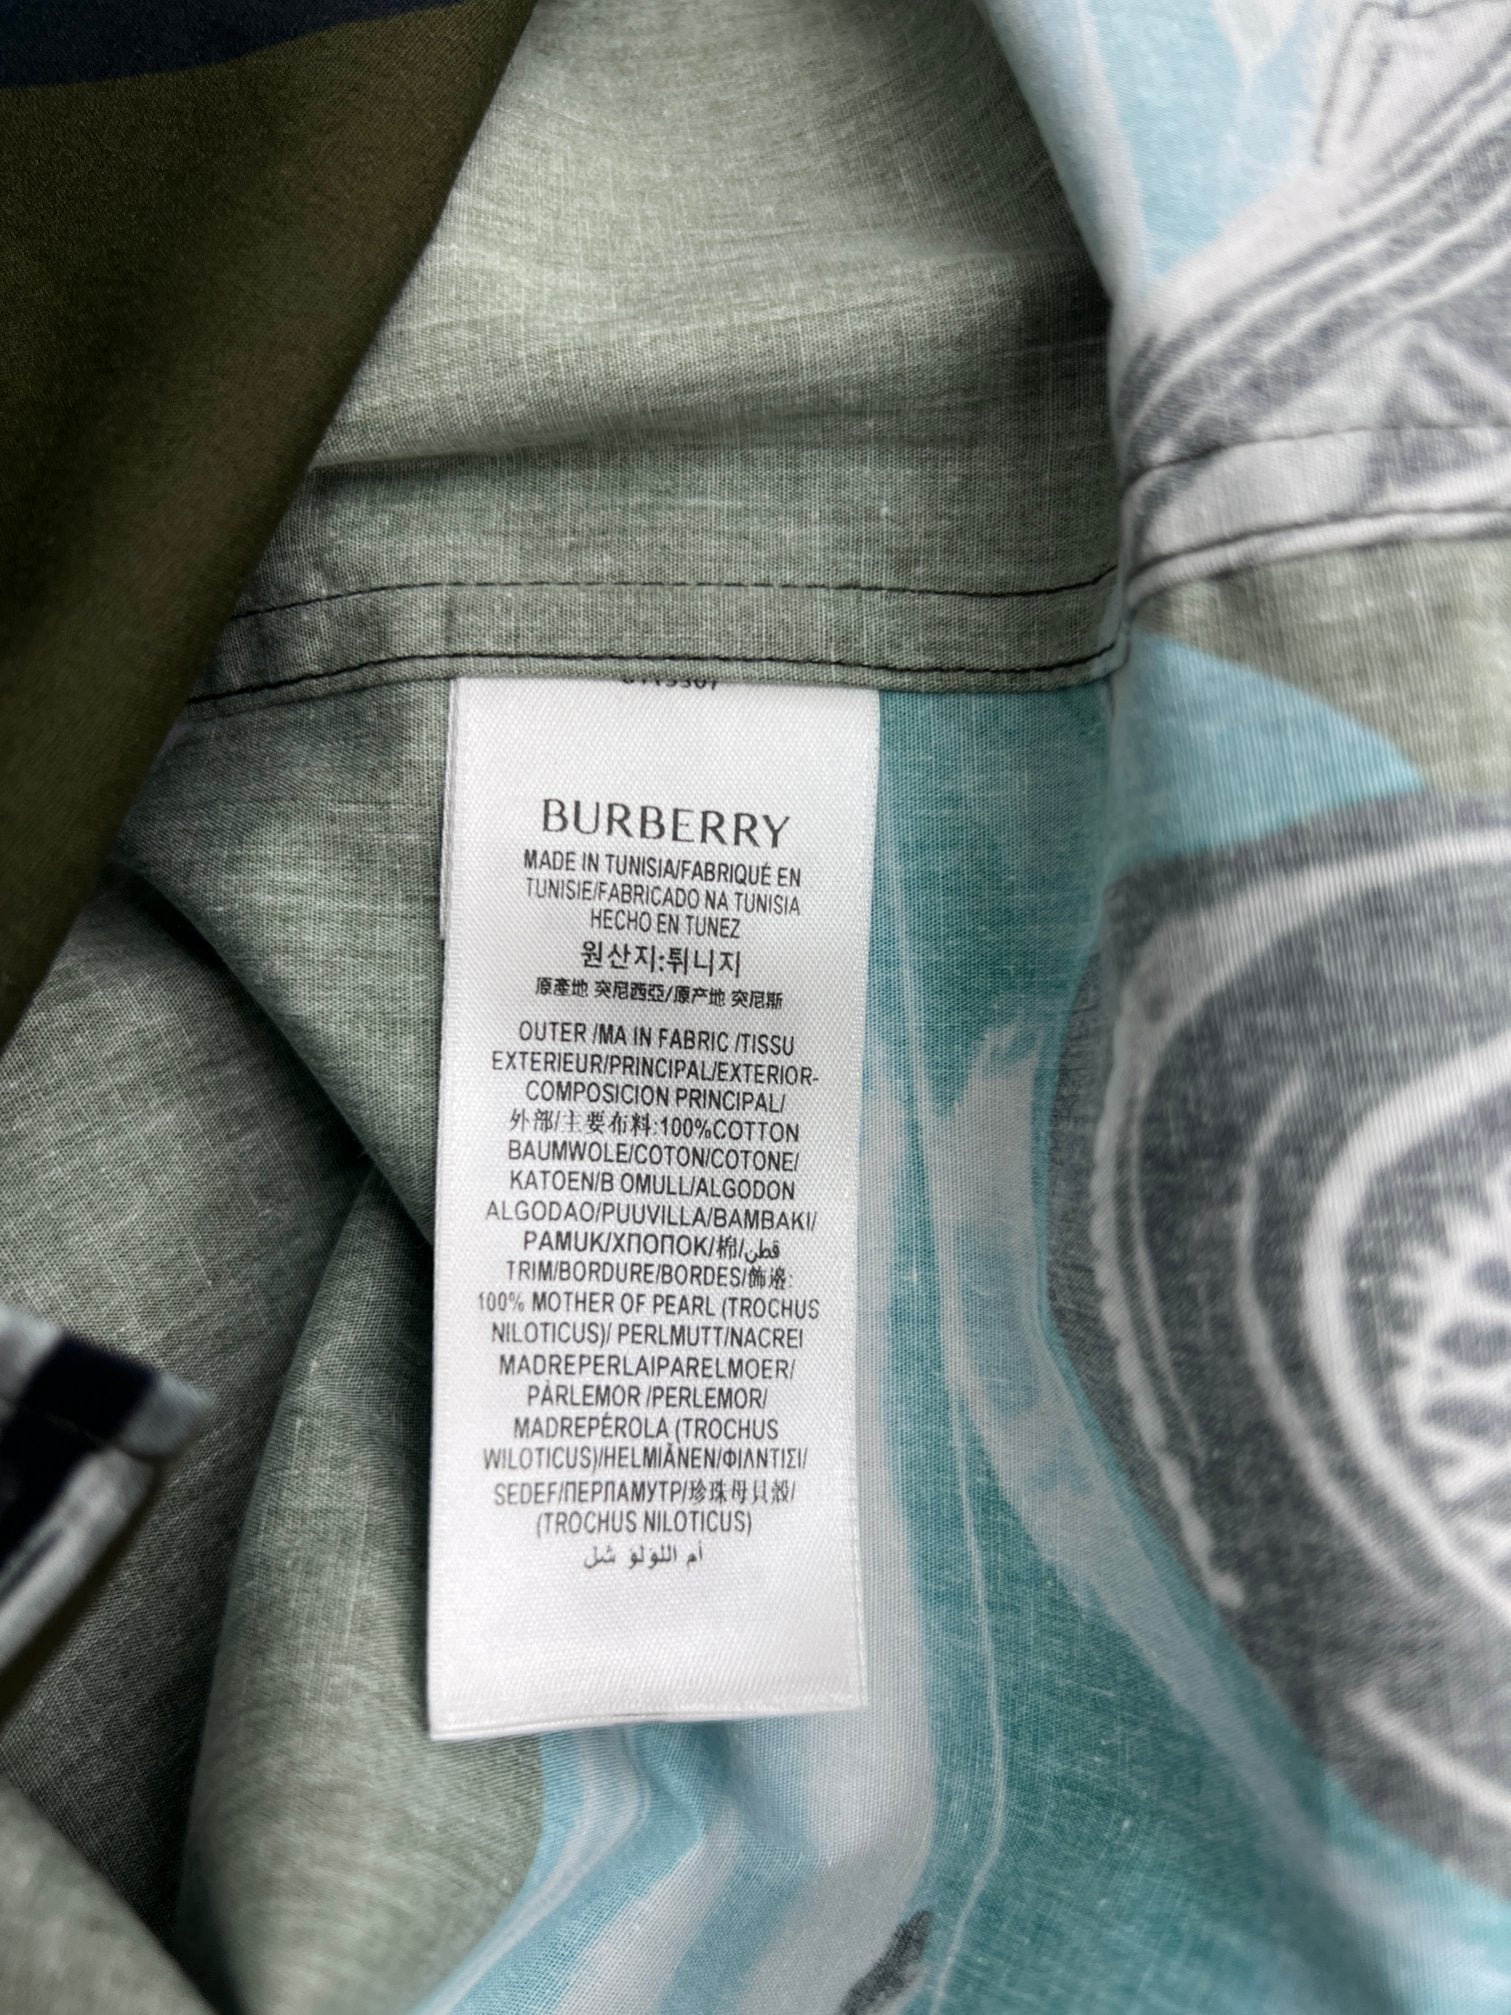 BURBERRY
MADE IN TUNISIA/FABRIQUÉ EN
TUNISIE/FABRICADO NA TUNISIA
HECHO EN TUNEZ
원산지:튀니지
原產地 突尼西亞/原产地 突尼斯
OUTER /MA IN FABRIC /TISSU
EXTERIEUR/PRINCIPAL/EXTERIOR-
COMPOSICION PRINCIPAL/
外部/主要布料:100%COTTON
BAUMWOLE/COTON/COTONE/
KATOEN/B OMULL/ALGODON
ALGODAO/PUUVILLA/BAMBAKI/
PAMUK/ХПОПОК/棉/قطن
TRIM/BORDURE/BORDES/飾邊:
100% MOTHER OF PEARL (TROCHUS
NILOTICUS)/ PERLMUTT/NACREI
MADREPERLAIPARELMOER/
PÀRLEMOR /PERLEMOR/
MADREPÉROLA (TROCHUS
WILOTICUS)/HELMIÃNEN/ΦΙΛΝΤΙΣΙ/
SEDEF/ПЕРПАМУТР/珍珠母貝殼/
(TROCHUS NILOTICUS)
أم اللؤلؤ شل